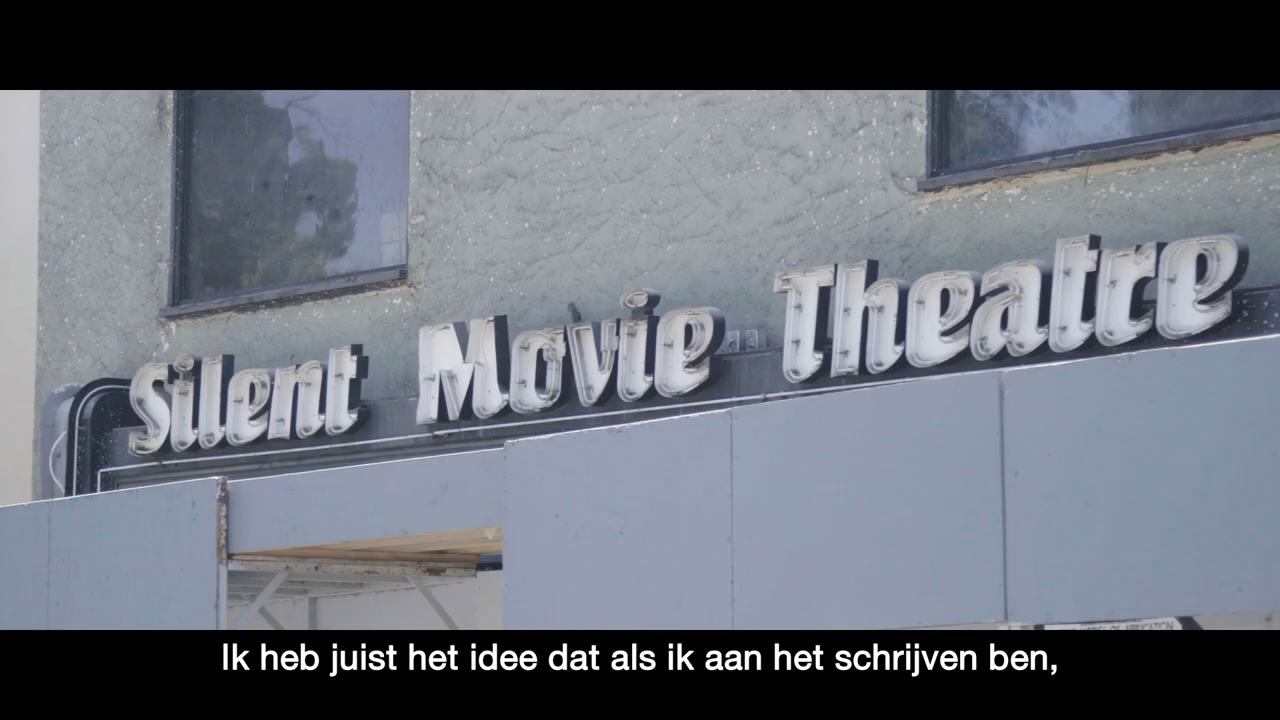 Silent Movie Theatre
Ik heb juist het idee dat als ik aan het schrijven ben,